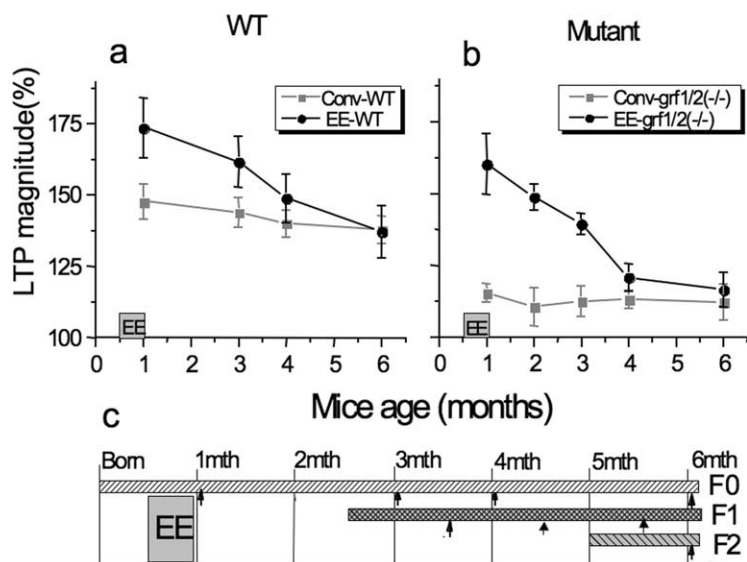 WT
Mutant
a
b
Conv-WT
EE-WT
Conv-grf1/2(-/-)
EE-grf1/2(-/-)
LTP magnitude(%)
175
150
125
100
EE
EE
0 1 2 3 4 5 6
0 1 2 3 4 5 6
Mice age (months)
c
Born 1mth 2mth 3mth 4mth 5mth 6mth
F0
EE
F1
F2